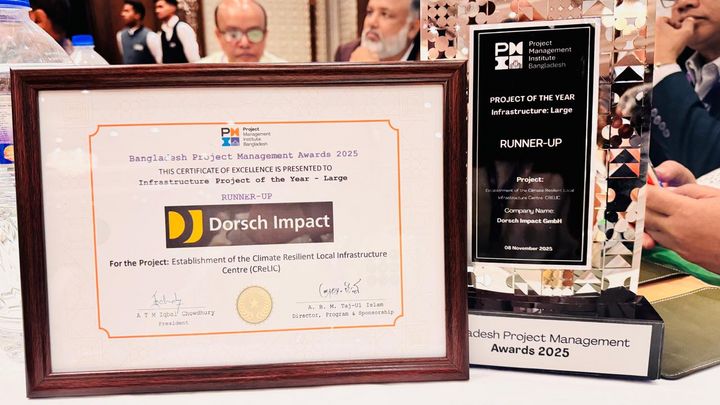 PM
Project
Management
Institute
Bangladesh
Bangladesh Project Management Awards 2025
THIS CERTIFICATE OF EXCELLENCE IS PRESENTED TO
Infrastructure Project of the Year - Large
RUNNER-UP
Dorsch Impact
For the Project: Establishment of the Climate Resilient Local Infrastructure
Centre (CReLIC)
A T M Iqbal Chowdhury
President
A. R. M. Taj-Ul Islam
Director, Program & Sponsorship
PM
Project
Management
Institute
Bangladesh
PROJECT OF THE YEAR
Infrastructure: Large
RUNNER-UP
Project:
Establishment of the Climate Resilient Local
Infrastructure Centre (CReLIC)
Company Name:
Dorsch Impact GmbH
08 November 2025
ladesh Project Management
Awards 2025